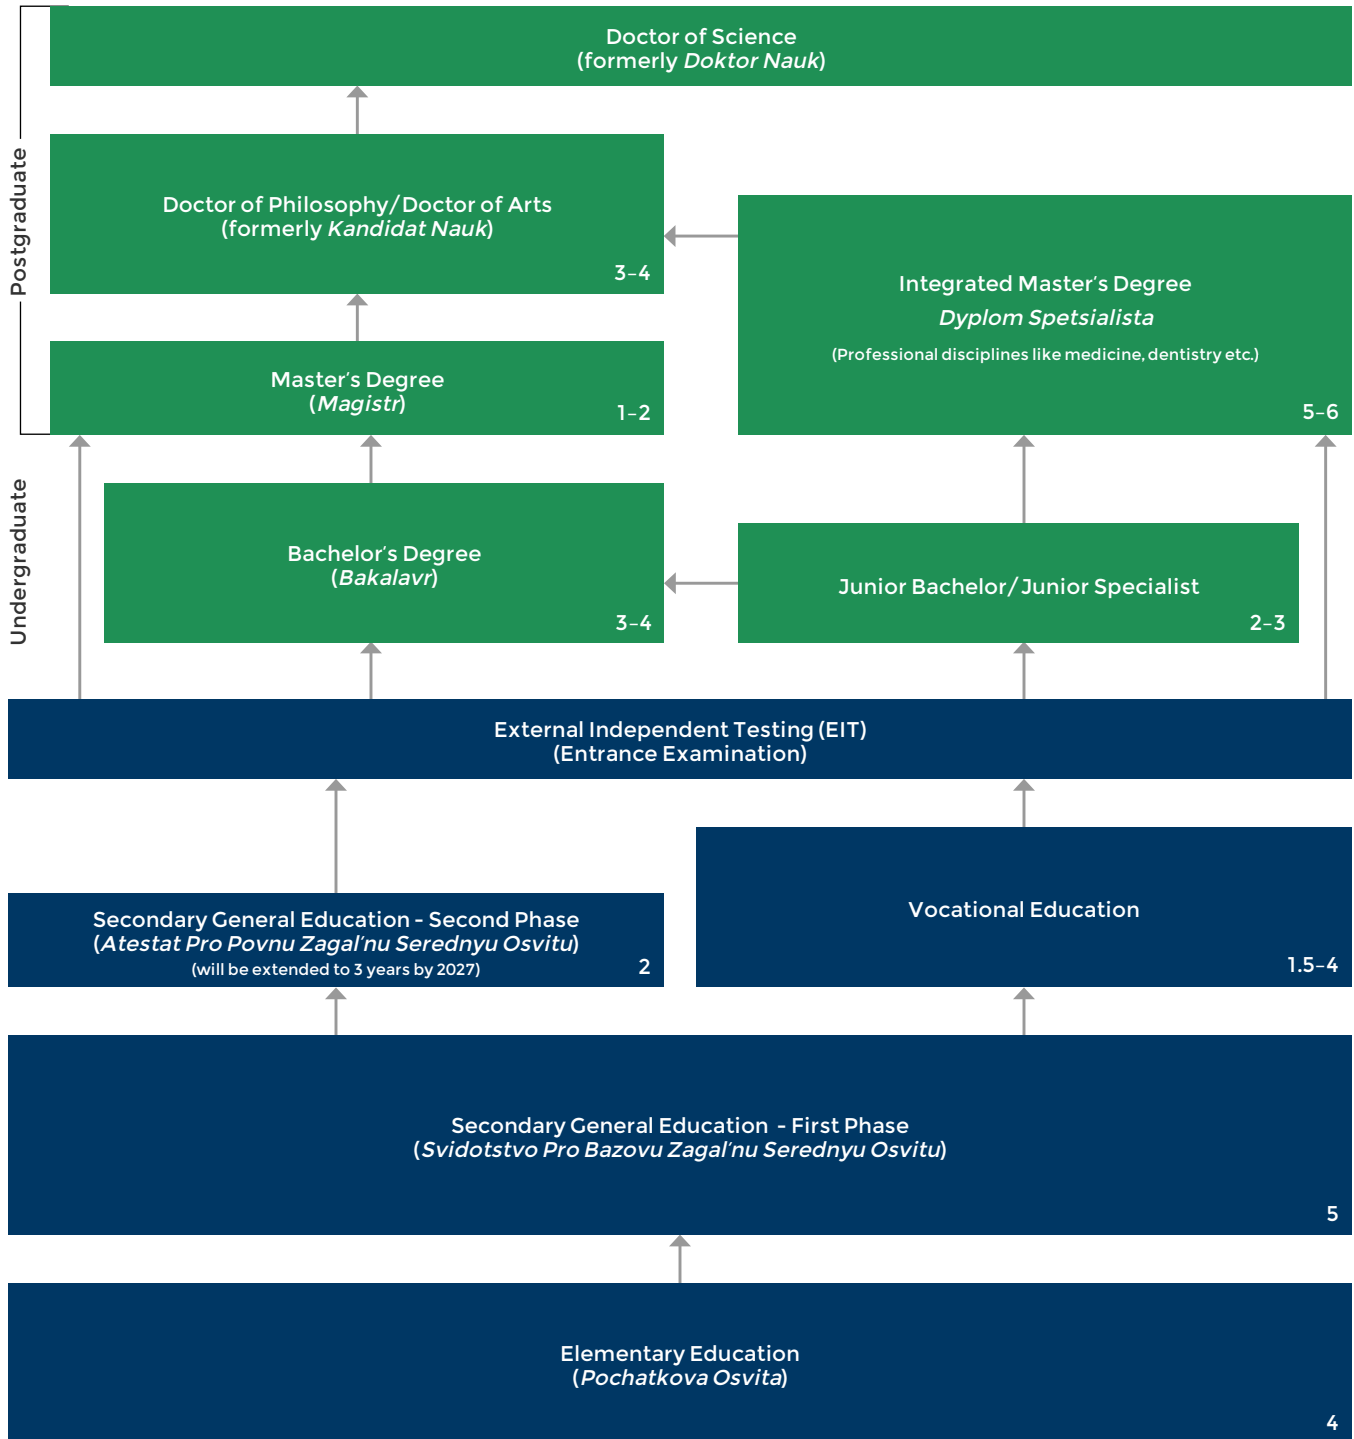 Doctor of Science
(formerly Doktor Nauk)
Postgraduate
Doctor of Philosophy/Doctor of Arts
(formerly Kandidat Nauk)
3–4
Integrated Master's Degree
Dyplom Spetsialista
(Professional disciplines like medicine, dentistry etc.)
5–6
Master's Degree
(Magistr)
1–2
Undergraduate
Bachelor's Degree
(Bakalavr)
3–4
Junior Bachelor/Junior Specialist
2–3
External Independent Testing (EIT)
(Entrance Examination)
Secondary General Education - Second Phase
(Atestat Pro Povnu Zagal'nu Serednyu Osvitu)
(will be extended to 3 years by 2027)
2
Vocational Education
1.5–4
Secondary General Education - First Phase
(Svidotstvo Pro Bazovu Zagal'nu Serednyu Osvitu)
5
Elementary Education
(Pochatkova Osvita)
4